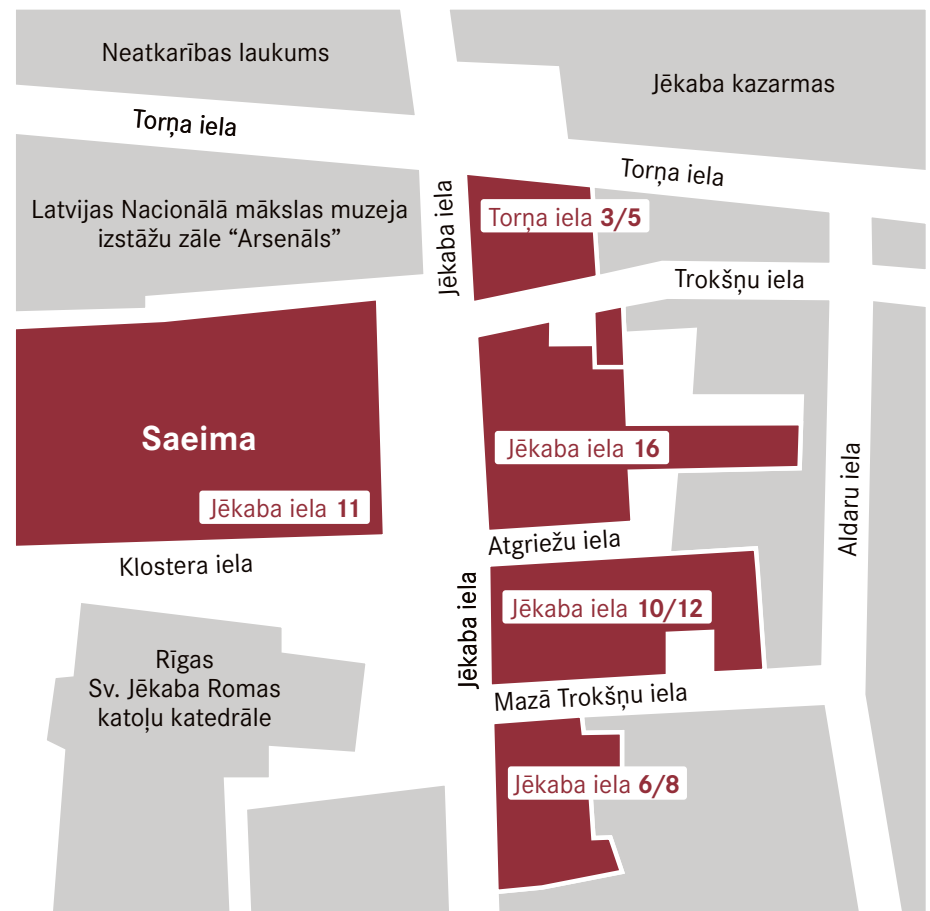 Neatkarības laukums
Jēkaba kazarmas
Torņa iela
Torņa iela
Latvijas Nacionālā mākslas muzeja
izstāžu zāle “Arsenāls”
Jēkaba iela
Torņa iela 3/5
Trokšņu iela
Saeima
Jēkaba iela 11
Jēkaba iela 16
Aldaru iela
Atgriežu iela
Klostera iela
Jēkaba iela
Jēkaba iela 10/12
Rīgas
Sv. Jēkaba Romas
katoļu katedrāle
Mazā Trokšņu iela
Jēkaba iela 6/8